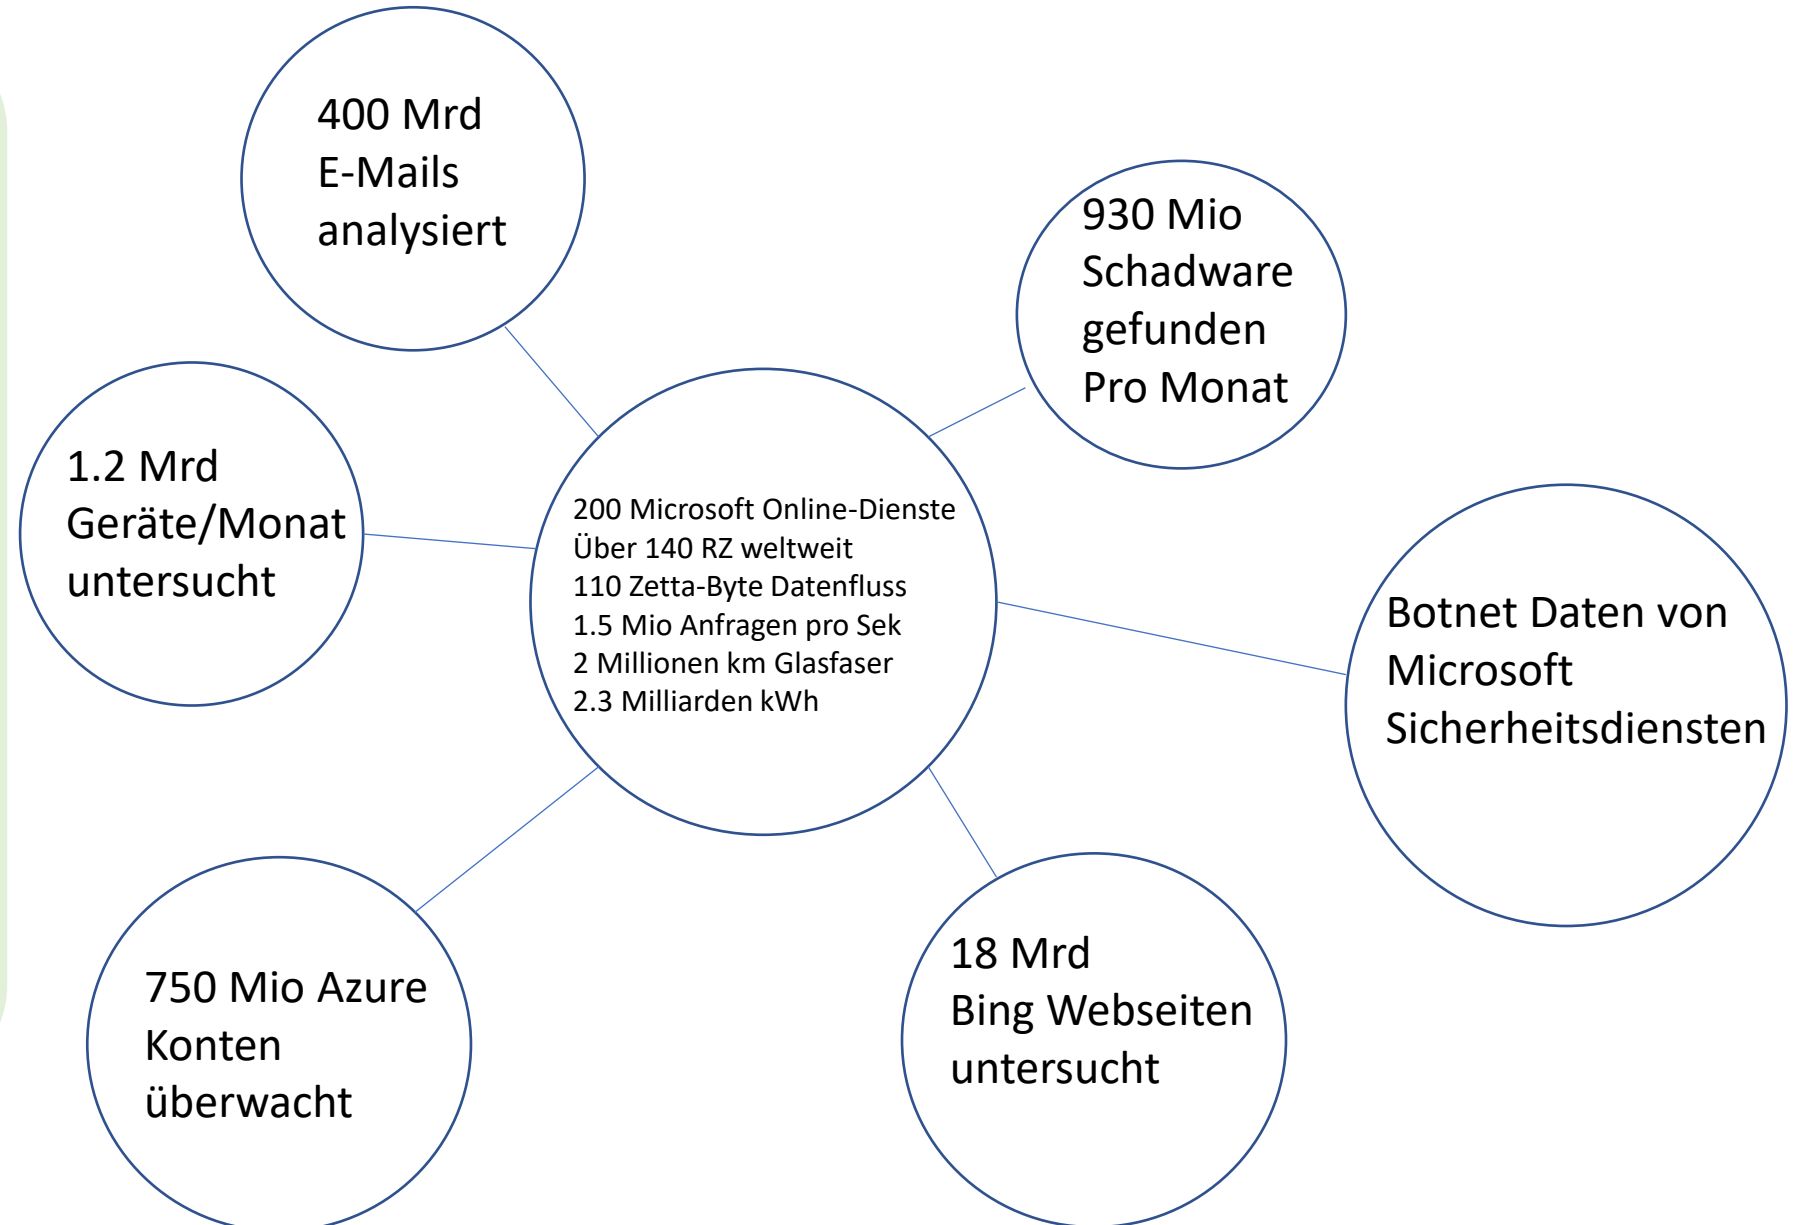 400 Mrd
E-Mails
analysiert
930 Mio
Schadware
gefunden
Pro Monat
1.2 Mrd
Geräte/Monat
untersucht
200 Microsoft Online-Dienste
Über 140 RZ weltweit
110 Zetta-Byte Datenfluss
1.5 Mio Anfragen pro Sek
2 Millionen km Glasfaser
2.3 Milliarden kWh
Botnet Daten von
Microsoft
Sicherheitsdiensten
750 Mio Azure
Konten
überwacht
18 Mrd
Bing Webseiten
untersucht